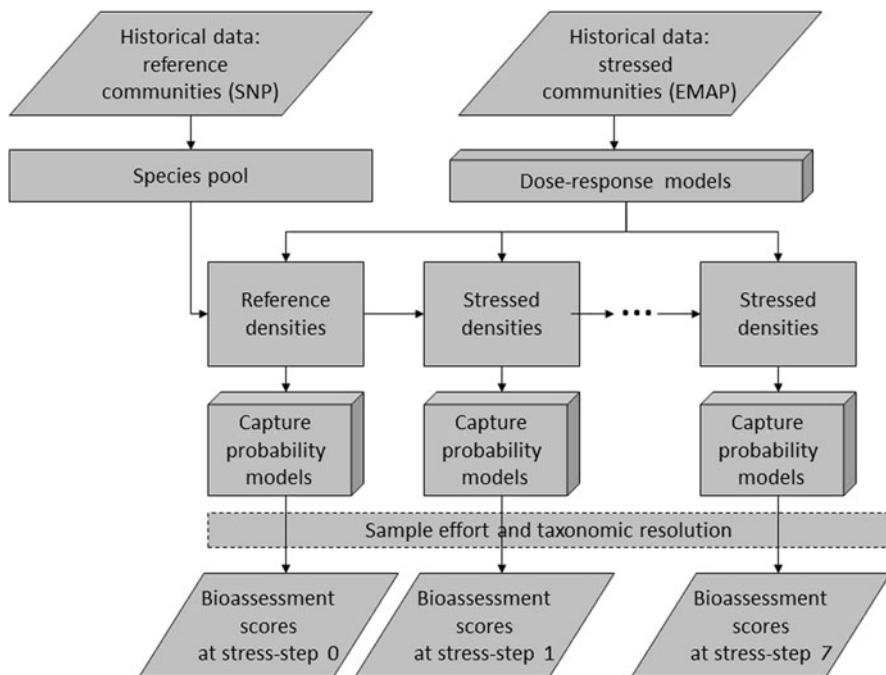 Historical data:
reference
communities (SNP)
Historical data:
stressed
communities (EMAP)
Species pool
Dose-response models
Reference
densities
Stressed
densities
Stressed
densities
Capture
probability
models
Capture
probability
models
Capture
probability
models
Sample effort and taxonomic resolution
Bioassessment
scores
at stress-step 0
Bioassessment
scores
at stress-step 1
Bioassessment
scores
at stress-step 7